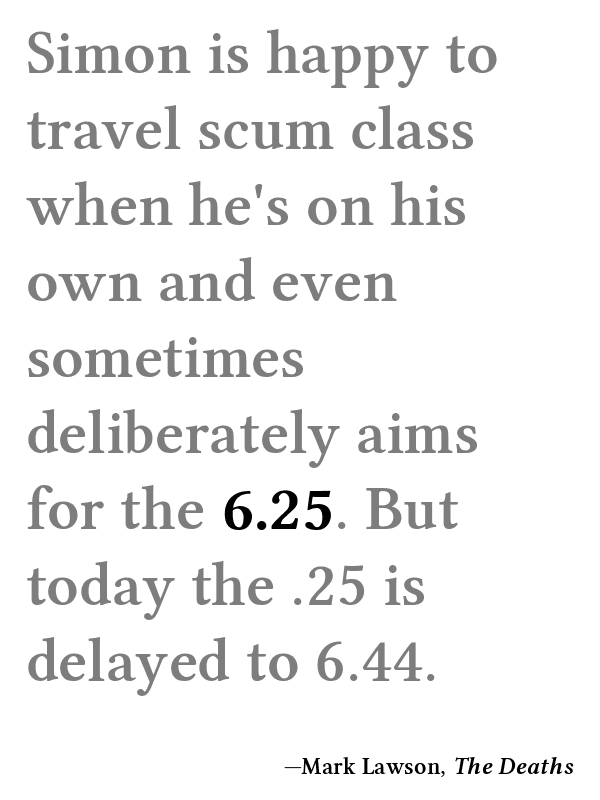 Simon is happy to
travel scum class
when he's on his
own and even
sometimes
deliberately aims
for the 6.25. But
today the .25 is
delayed to 6.44.
—Mark Lawson, The Deaths